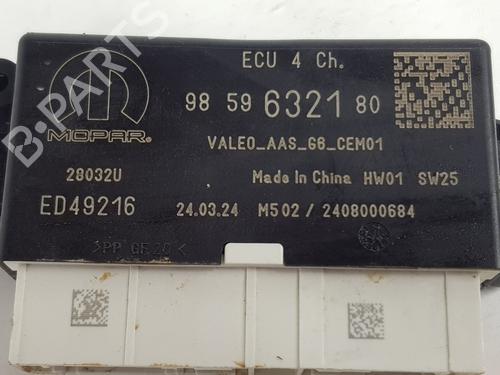 ECU 4 Ch.
98 59 6321 80
MOPAR.
VALEO_AAS_G6_CEM01
28032U
Made In China HW01 SW25
ED49216
24.03.24 M502 / 2408000684
B-PARTS